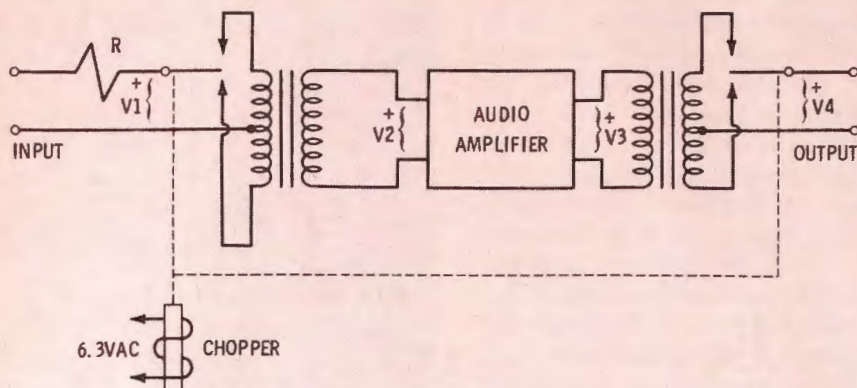 R
+
V1
INPUT
+
V2
AUDIO
AMPLIFIER
+
V3
+
V4
OUTPUT
6.3VAC
CHOPPER